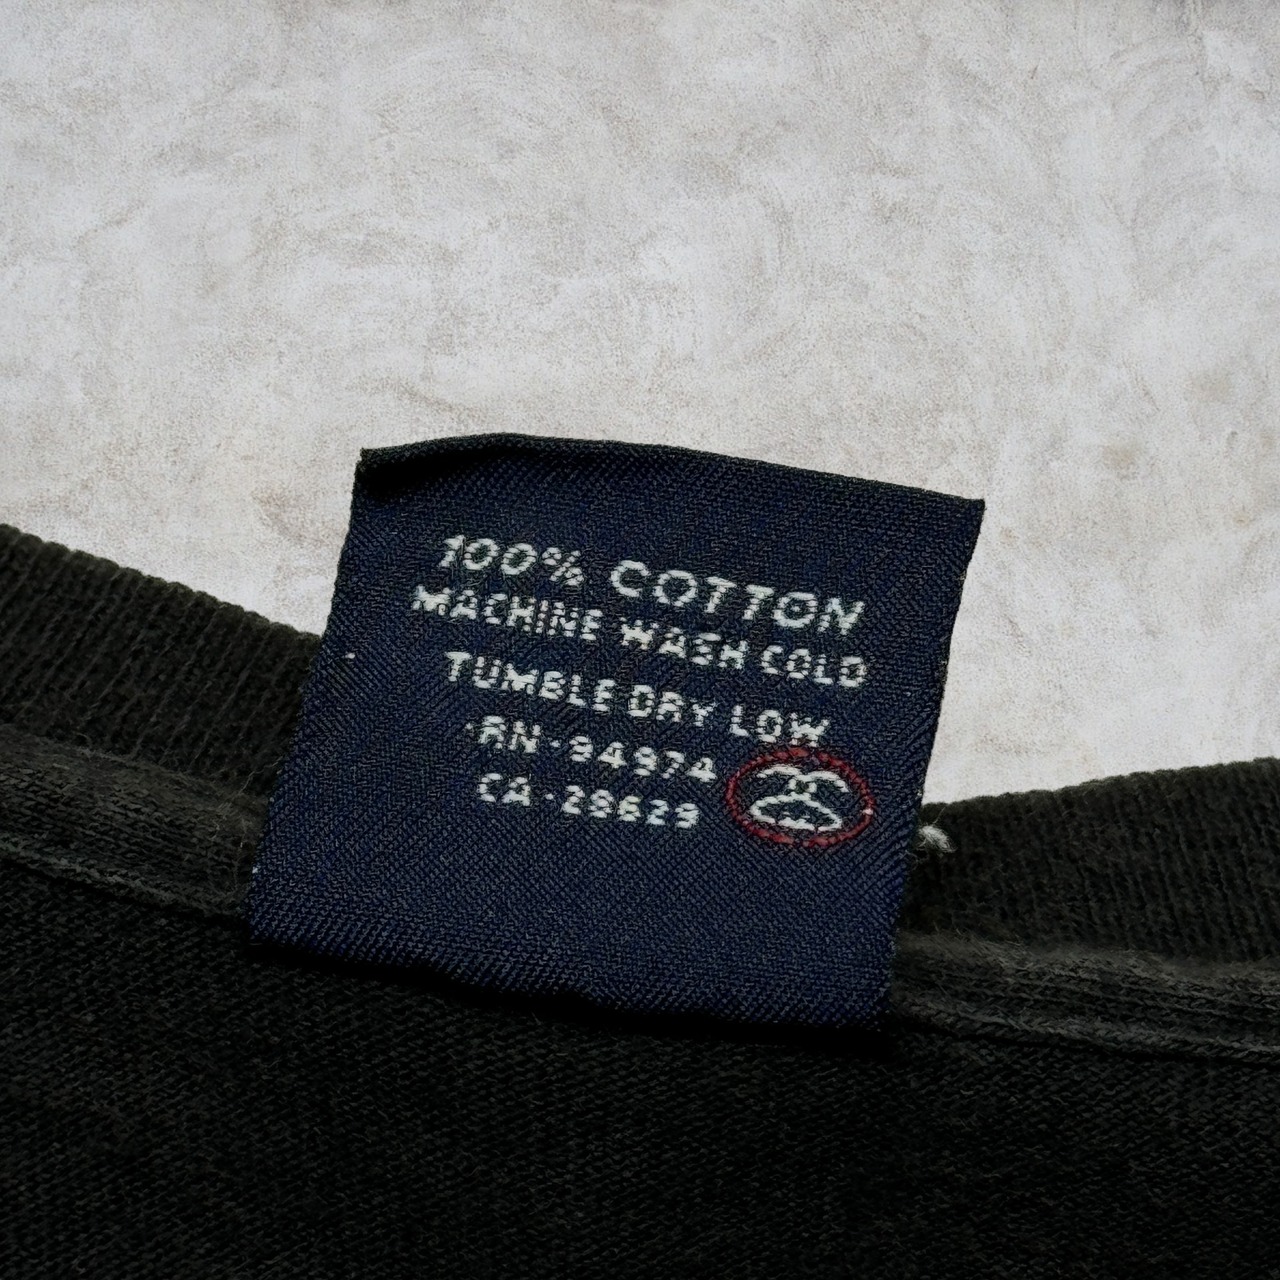 100% COTTON
MACHINE WASH COLD
TUMBLE DRY LOW
·RN·94974
CA·28629